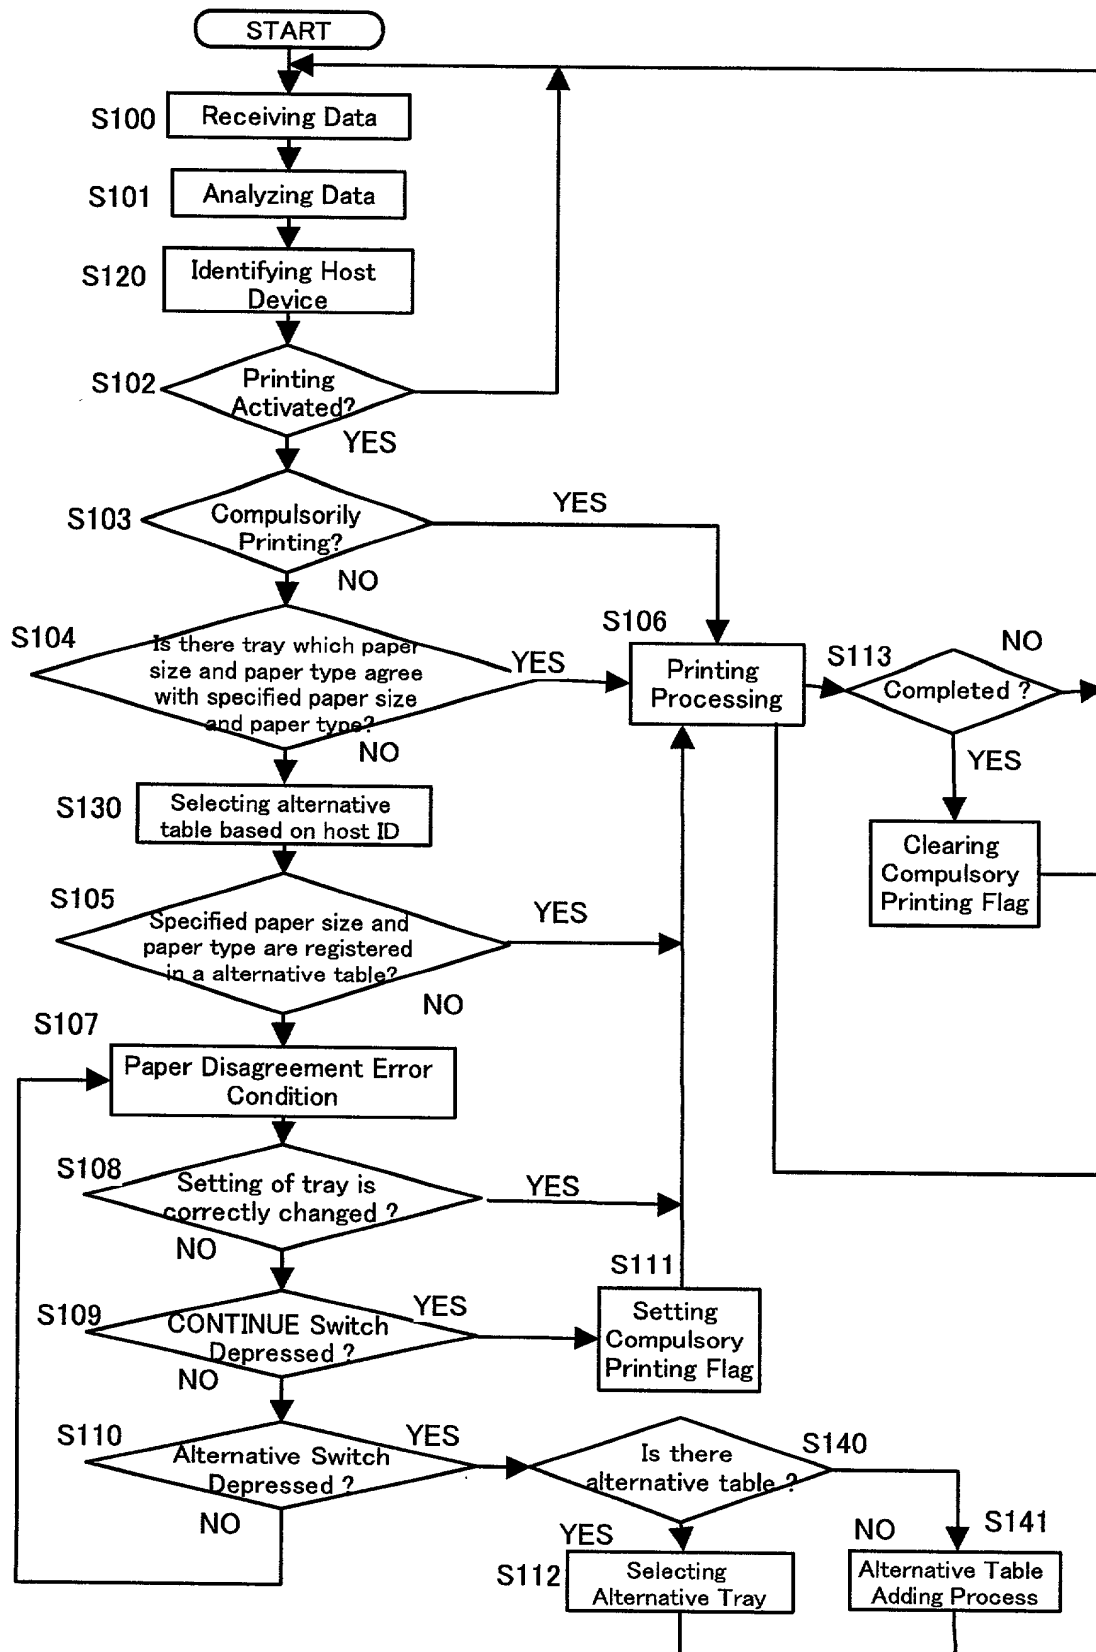 START
S100
Receiving Data
S101
Analyzing Data
S120
Identifying Host
Device
S102
Printing
Activated?
YES
S103
Compulsorily
Printing?
YES
NO
S104
Is there tray which paper
size and paper type agree
with specified paper size
and paper type?
YES
NO
S106
Printing
Processing
S113
Completed ?
NO
YES
Clearing
Compulsory
Printing Flag
S130
Selecting alternative
table based on host ID
S105
Specified paper size and
paper type are registered
in a alternative table?
YES
NO
S107
Paper Disagreement Error
Condition
S108
Setting of tray is
correctly changed ?
YES
NO
S109
CONTINUE Switch
Depressed ?
YES
NO
S111
Setting
Compulsory
Printing Flag
S110
Alternative Switch
Depressed ?
YES
NO
S140
Is there
alternative table ?
YES
NO
S112
Selecting
Alternative Tray
S141
Alternative Table
Adding Process